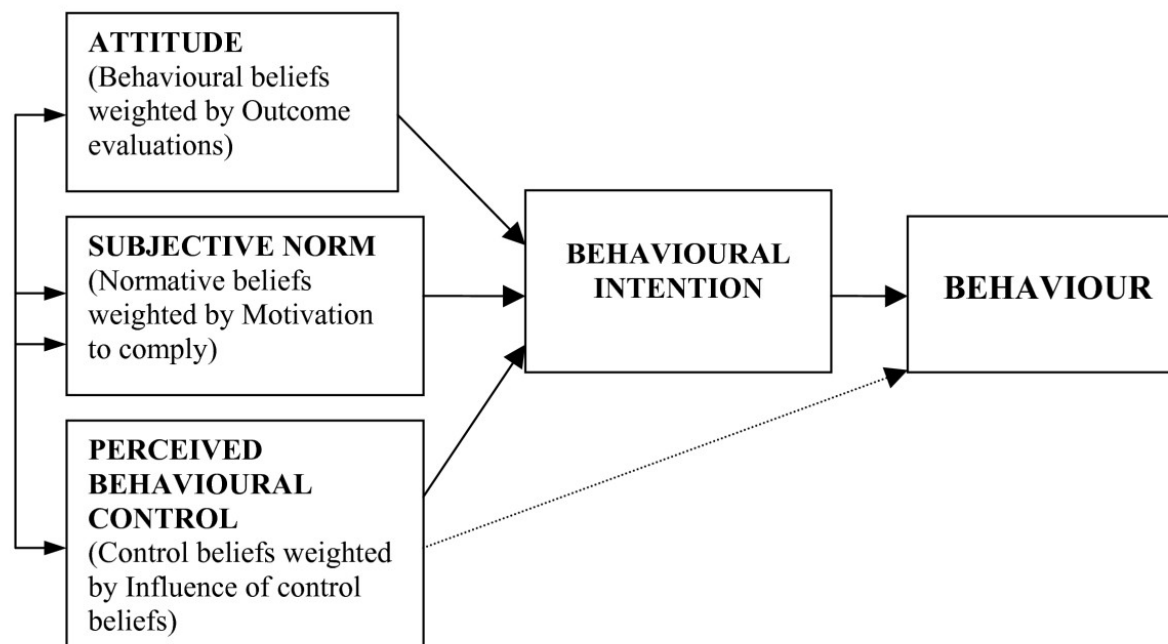 ATTITUDE
(Behavioural beliefs
weighted by Outcome
evaluations)
SUBJECTIVE NORM
(Normative beliefs
weighted by Motivation
to comply)
PERCEIVED
BEHAVIOURAL
CONTROL
(Control beliefs weighted
by Influence of control
beliefs)
BEHAVIOURAL
INTENTION
BEHAVIOUR